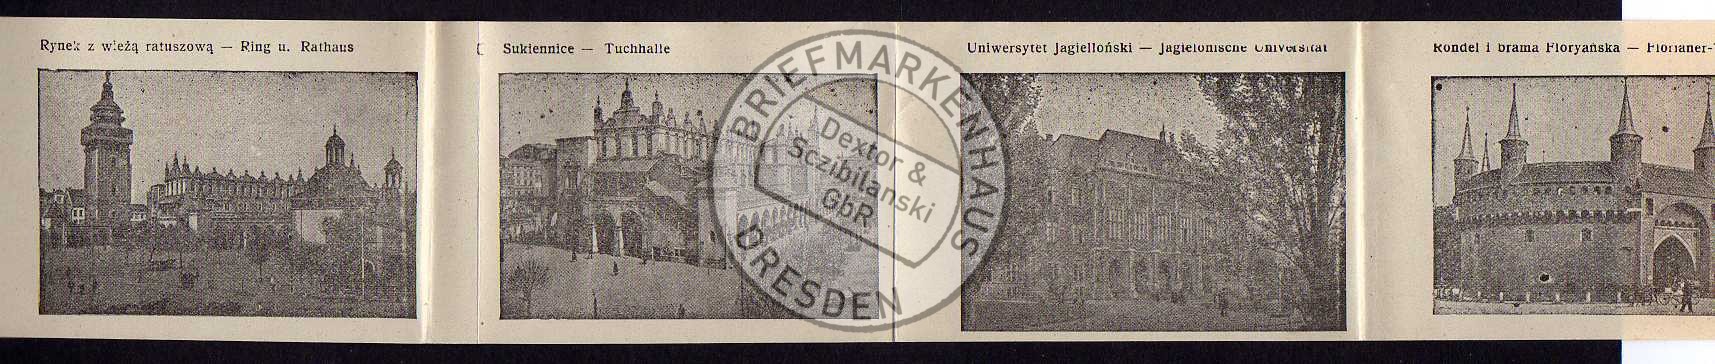 Rynek z wieżą ratuszową — Ring u. Rathaus
Sukiennice — Tuchhalle
Uniwersytet Jagielloński — Jagielonische Universität
Rondel i brama Floryańska — Florianer-
BRIEFMARKENHAUS
Dextor &
Sczibilanski
GbR
DRESDEN